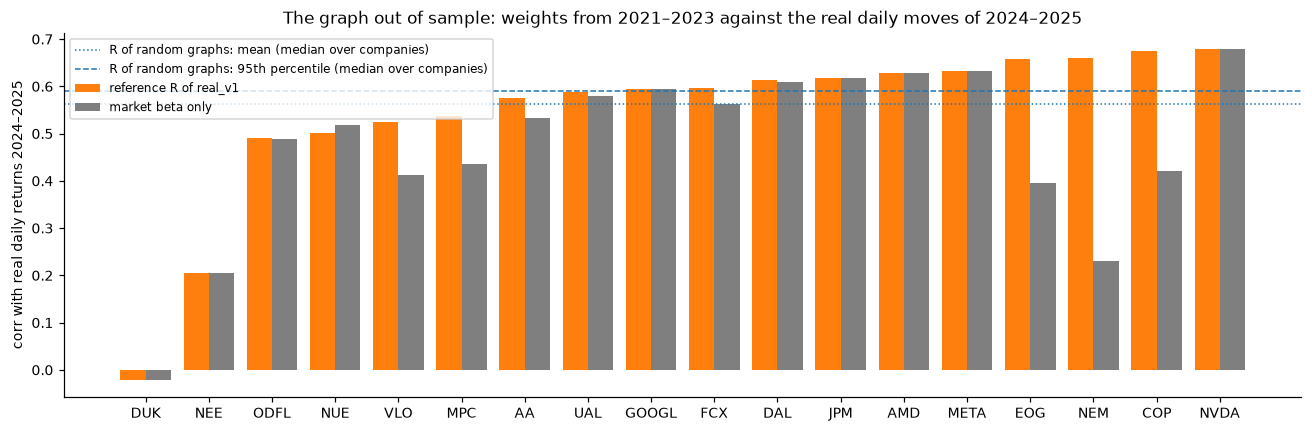 The graph out of sample: weights from 2021–2023 against the real daily moves of 2024–2025
corr with real daily returns 2024–2025
0.7
0.6
0.5
0.4
0.3
0.2
0.1
0.0
R of random graphs: mean (median over companies)
R of random graphs: 95th percentile (median over companies)
reference R of real_v1
market beta only
DUK NEE ODFL NUE VLO MPC AA UAL GOOGL FCX DAL JPM AMD META EOG NEM COP NVDA